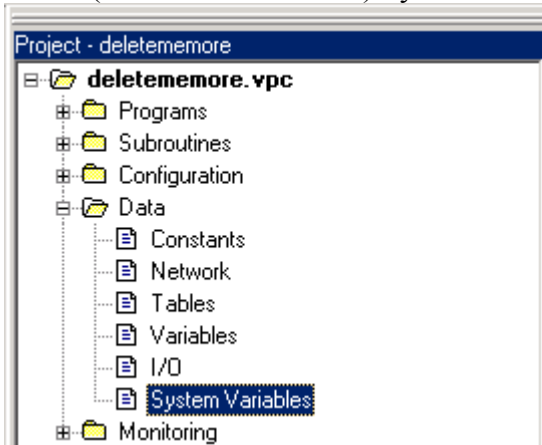 Project - deletememore
deletememore.vpc
Programs
Subroutines
Configuration
Data
Constants
Network
Tables
Variables
I/O
System Variables
Monitoring